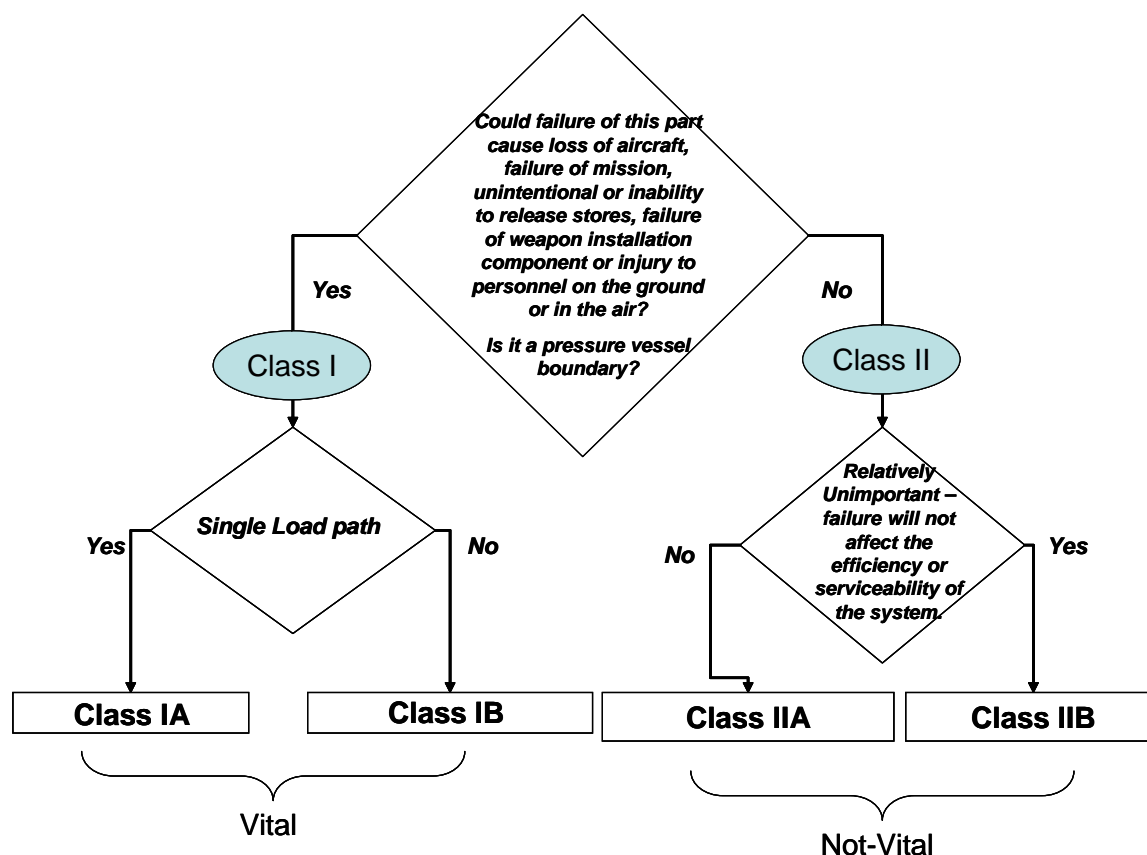 Could failure of this part
cause loss of aircraft,
failure of mission,
unintentional or inability
to release stores, failure
of weapon installation
component or injury to
personnel on the ground
or in the air?
Is it a pressure vessel
boundary?
Yes
No
Class I
Class II
Single Load path
Yes
No
Relatively
Unimportant –
failure will not
affect the
efficiency or
serviceability of
the system.
No
Yes
Class IA
Class IB
Class IIA
Class IIB
Vital
Not-Vital